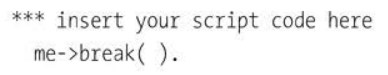 *** insert your script code here
me->break( ).